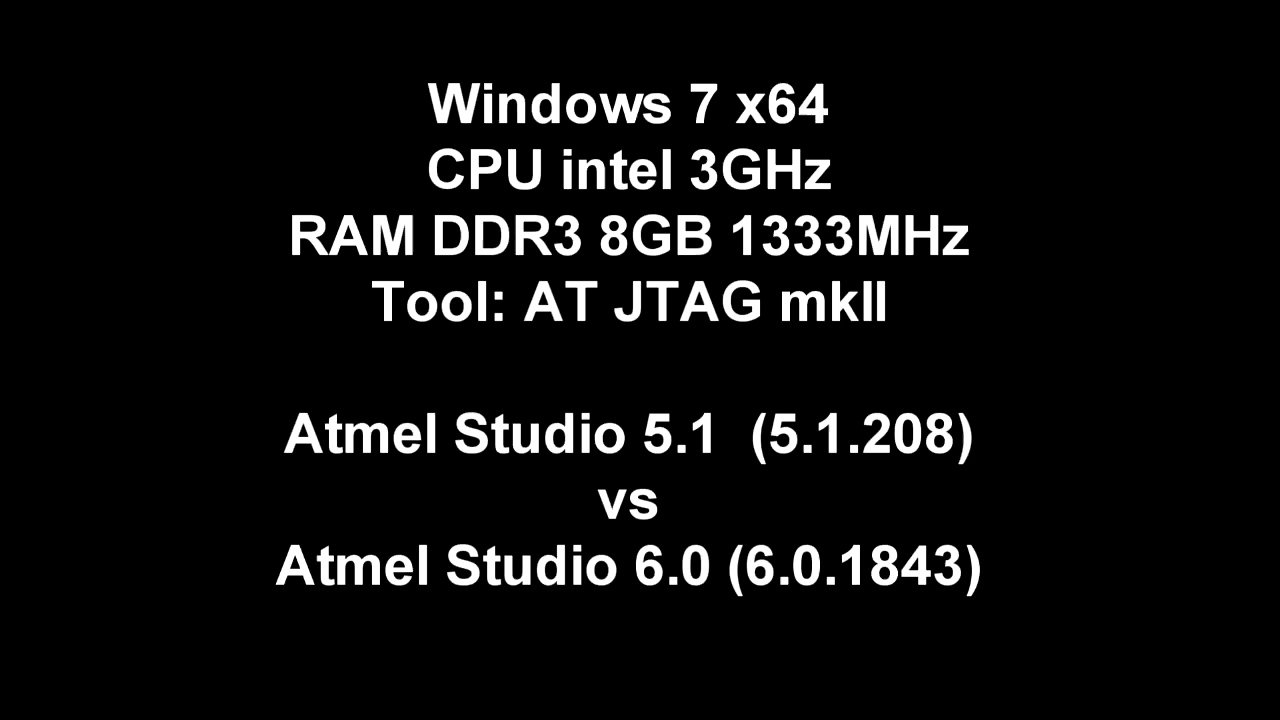 Windows 7 x64
CPU intel 3GHz
RAM DDR3 8GB 1333MHz
Tool: AT JTAG mkII
Atmel Studio 5.1  (5.1.208)
vs
Atmel Studio 6.0 (6.0.1843)